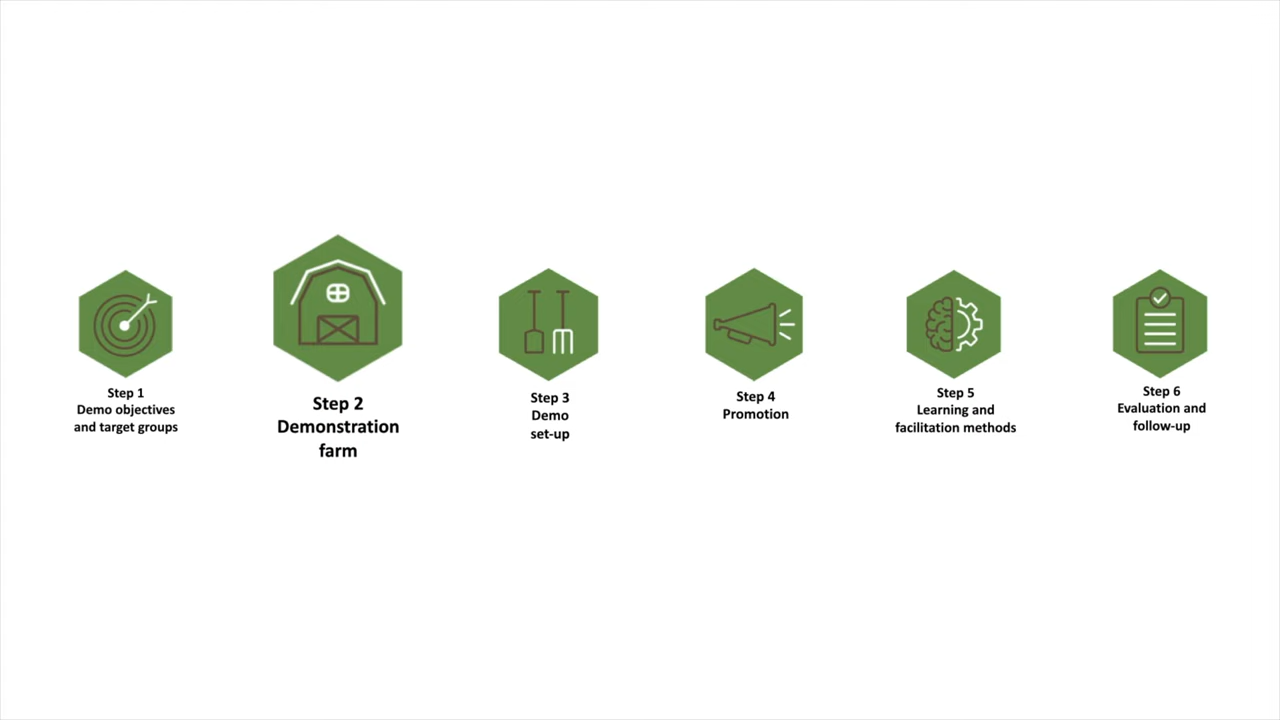 Step 1
Demo objectives
and target groups
Step 2
Demonstration
farm
Step 3
Demo
set-up
Step 4
Promotion
Step 5
Learning and
facilitation methods
Step 6
Evaluation and
follow-up